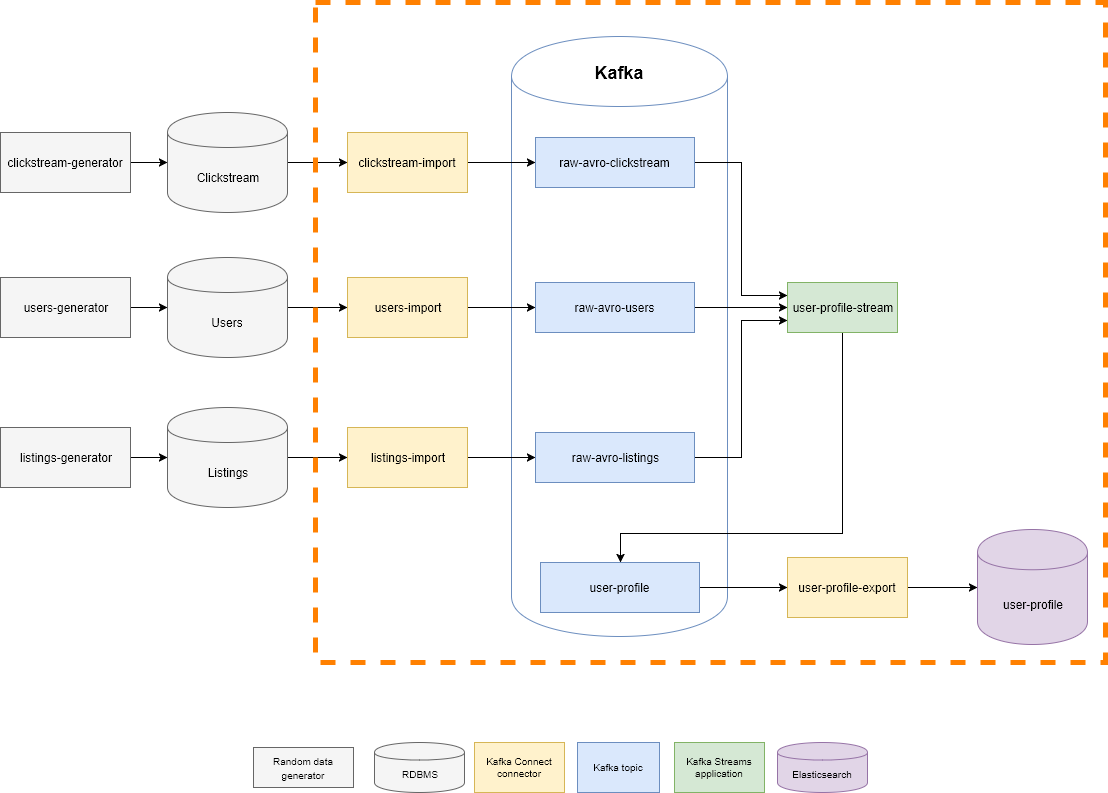 Kafka
clickstream-generator
Clickstream
clickstream-import
raw-avro-clickstream
users-generator
Users
users-import
raw-avro-users
user-profile-stream
listings-generator
Listings
listings-import
raw-avro-listings
user-profile
user-profile-export
user-profile
Random data
generator
RDBMS
Kafka Connect
connector
Kafka topic
Kafka Streams
application
Elasticsearch